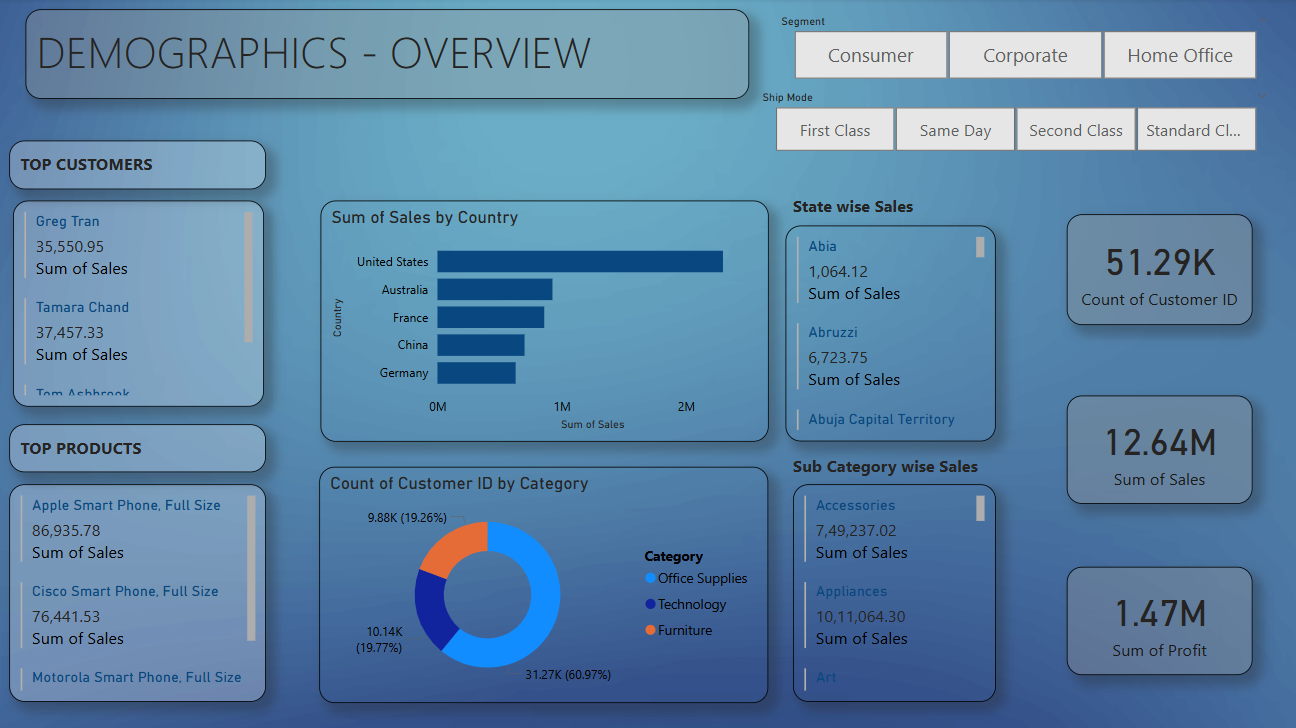 DEMOGRAPHICS - OVERVIEW
Segment
Consumer
Corporate
Home Office
Ship Mode
First Class
Same Day
Second Class
Standard Cl...
TOP CUSTOMERS
Greg Tran
35,550.95
Sum of Sales
Tamara Chand
37,457.33
Sum of Sales
Tom Ashbrook
TOP PRODUCTS
Apple Smart Phone, Full Size
86,935.78
Sum of Sales
Cisco Smart Phone, Full Size
76,441.53
Sum of Sales
Motorola Smart Phone, Full Size
Sum of Sales by Country
Country
United States
Australia
France
China
Germany
0M
1M
2M
Sum of Sales
Count of Customer ID by Category
9.88K (19.26%)
10.14K
(19.77%)
31.27K (60.97%)
Category
Office Supplies
Technology
Furniture
State wise Sales
Abia
1,064.12
Sum of Sales
Abruzzi
6,723.75
Sum of Sales
Abuja Capital Territory
Sub Category wise Sales
Accessories
7,49,237.02
Sum of Sales
Appliances
10,11,064.30
Sum of Sales
Art
51.29K
Count of Customer ID
12.64M
Sum of Sales
1.47M
Sum of Profit